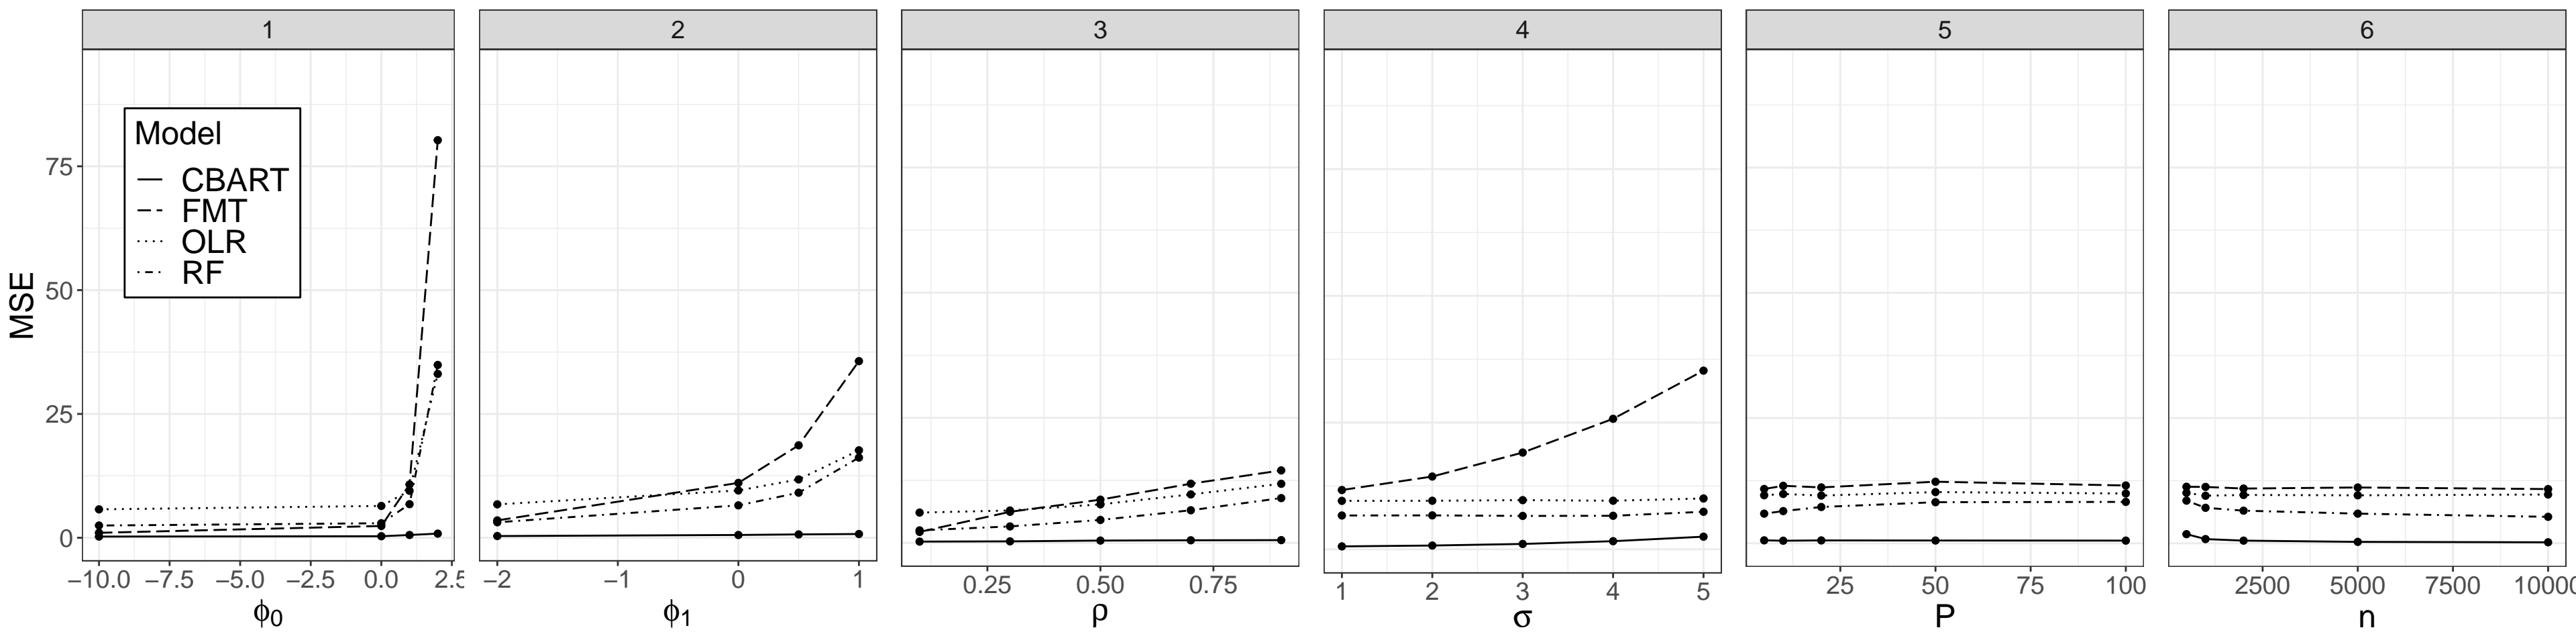 1 2 3 4 5 6
Model
CBART
FMT
OLR
RF
MSE
75
50
25
0
−10.0 −7.5 −5.0 −2.5 0.0 2.5
ϕ0
−2 −1 0 1
ϕ1
0.25 0.50 0.75
ρ
1 2 3 4 5
σ
25 50 75 100
P
2500 5000 7500 10000
n